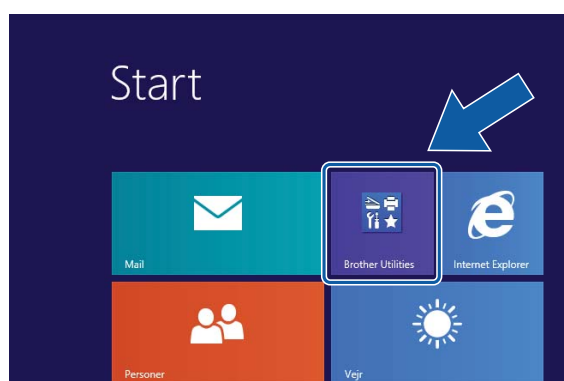 Start
Mail
Brother Utilities
Internet Explorer
Personer
Vejr